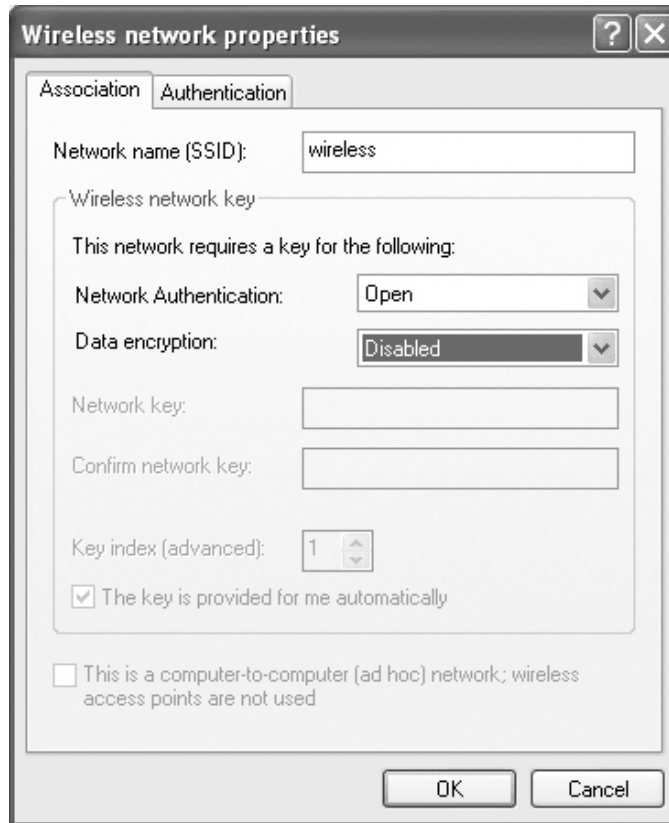 Wireless network properties
Association Authentication
Network name (SSID): wireless
Wireless network key
This network requires a key for the following:
Network Authentication: Open
Data encryption: Disabled
Network key:
Confirm network key:
Key index (advanced): 1
The key is provided for me automatically
This is a computer-to-computer (ad hoc) network; wireless
access points are not used
OK Cancel